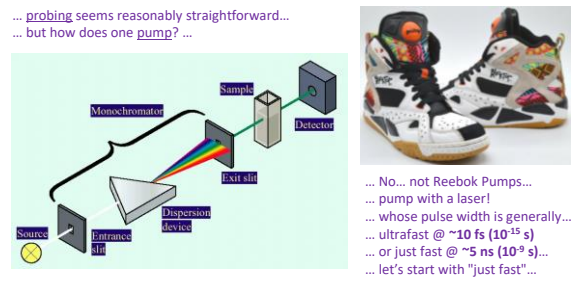 ... probing seems reasonably straightforward...
... but how does one pump? ...
Monochromator
Sample
Detector
Exit slit
Dispersion
device
Source
Entrance
slit
... No... not Reebok Pumps...
... pump with a laser!
... whose pulse width is generally...
... ultrafast @ ~10 fs (10⁻¹⁵ s)
... or just fast @ ~5 ns (10⁻⁹ s)...
... let's start with "just fast"...